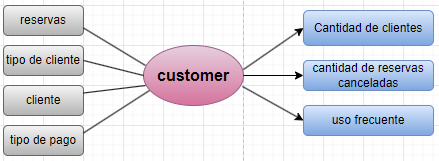 reservas
tipo de cliente
cliente
tipo de pago
customer
Cantidad de clientes
cantidad de reservas
canceladas
uso frecuente